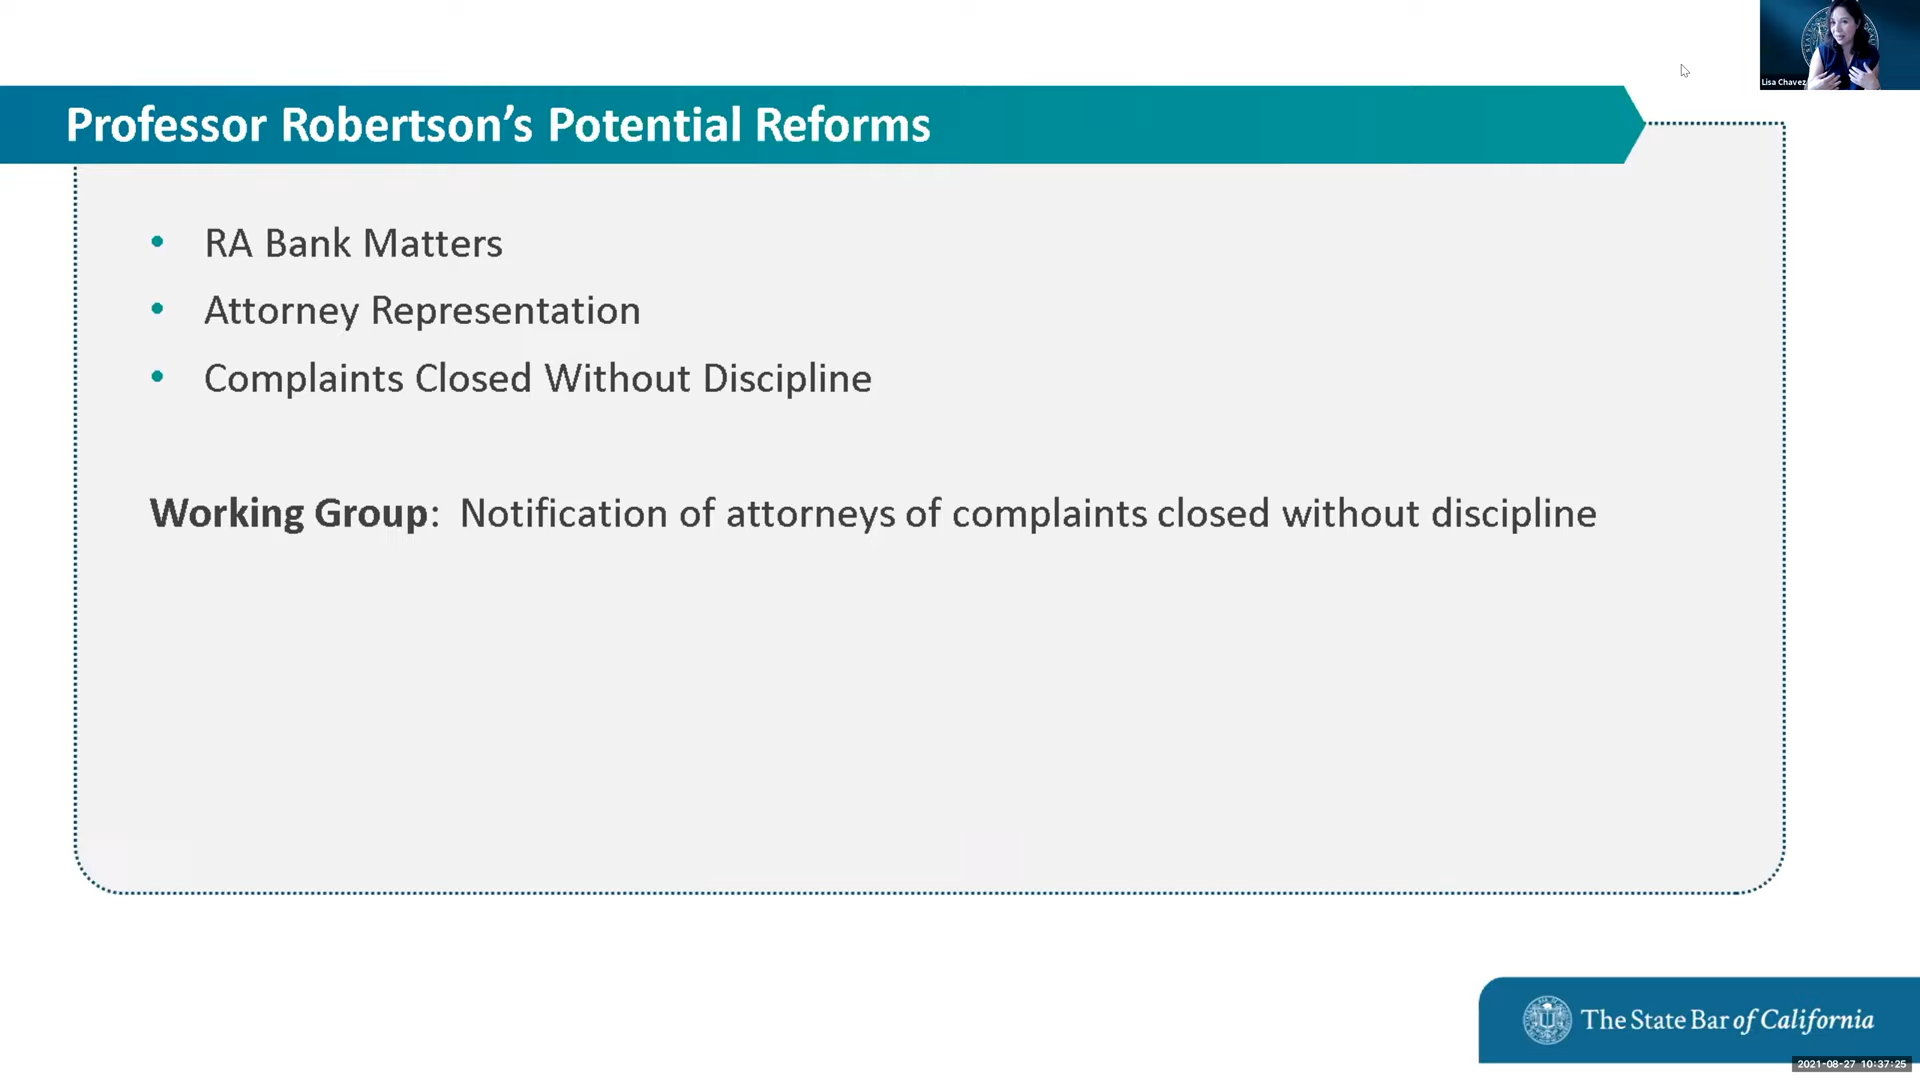 Lisa Chavez
Professor Robertson’s Potential Reforms
• RA Bank Matters
• Attorney Representation
• Complaints Closed Without Discipline
Working Group: Notification of attorneys of complaints closed without discipline
The State Bar of California
2021-08-27 10:37:25